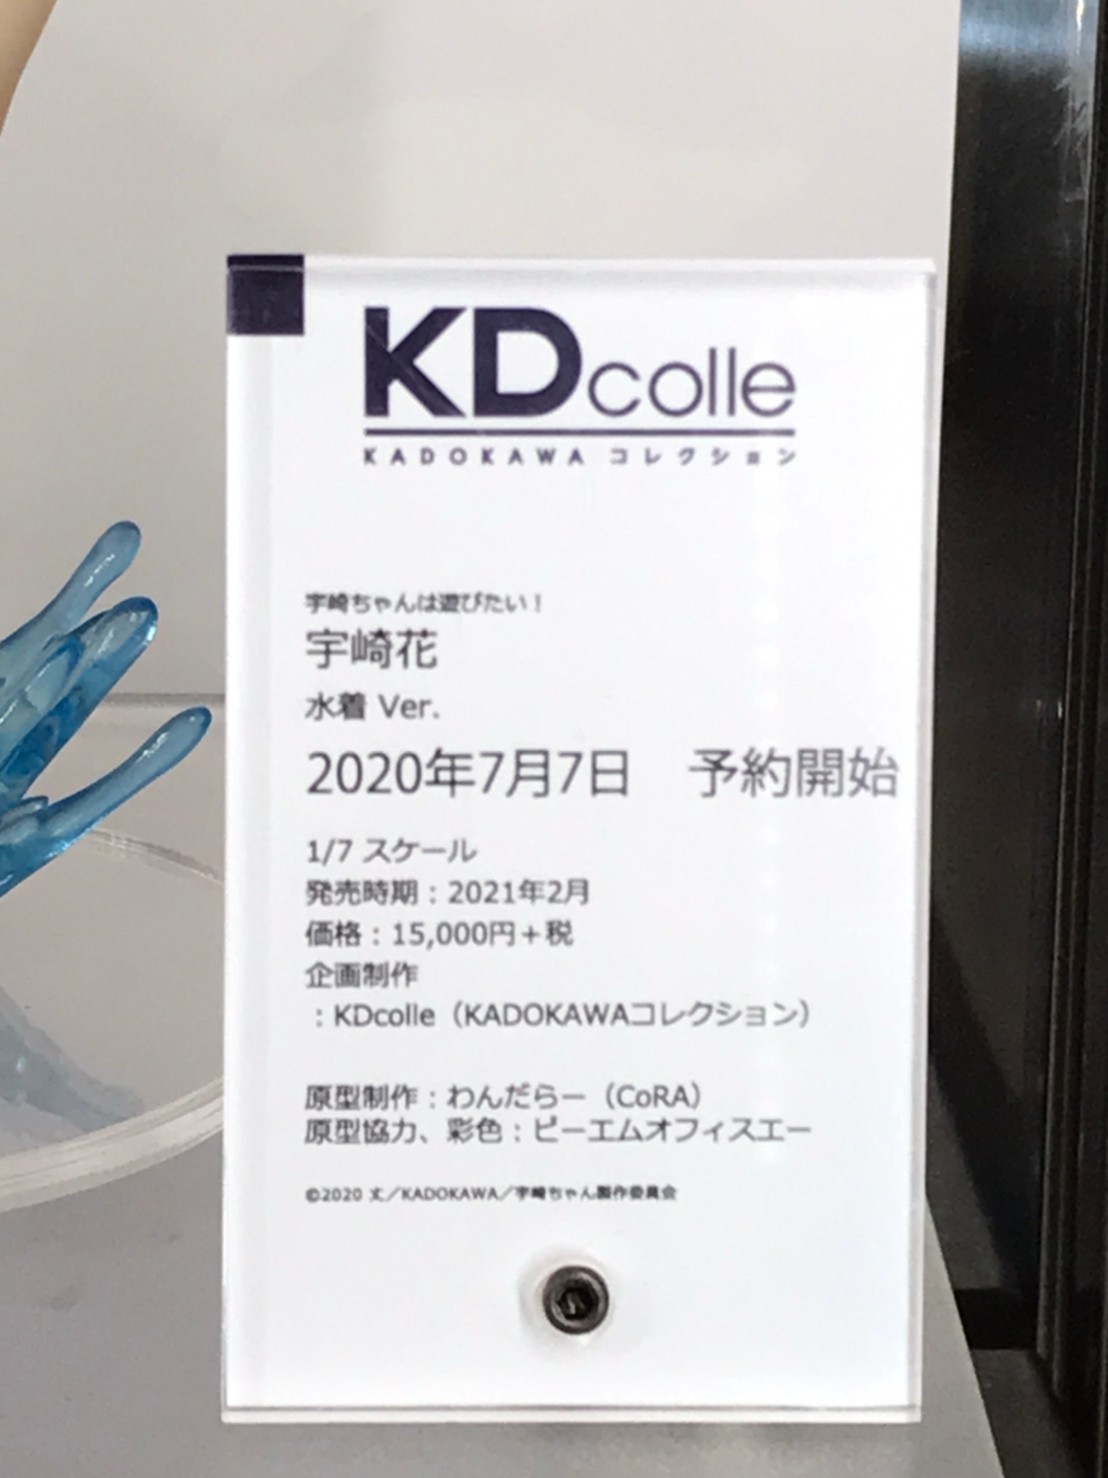 KDcolle
KADOKAWA コレクション
宇崎ちゃんは遊びたい！
宇崎花
水着 Ver.
2020年7月7日　予約開始
1/7 スケール
発売時期：2021年2月
価格：15,000円＋税
企画制作
：KDcolle（KADOKAWAコレクション）
原型制作：わんだらー（CoRA）
原型協力、彩色：ピーエムオフィスエー
©2020 丈／KADOKAWA／宇崎ちゃん製作委員会